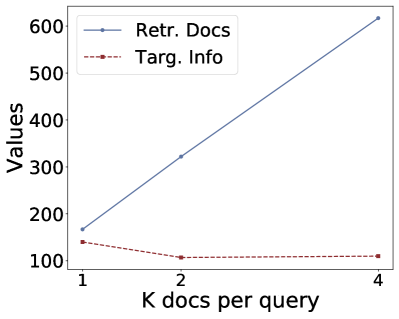 Retr. Docs
Targ. Info
Values
600
500
400
300
200
100
1 2 4
K docs per query